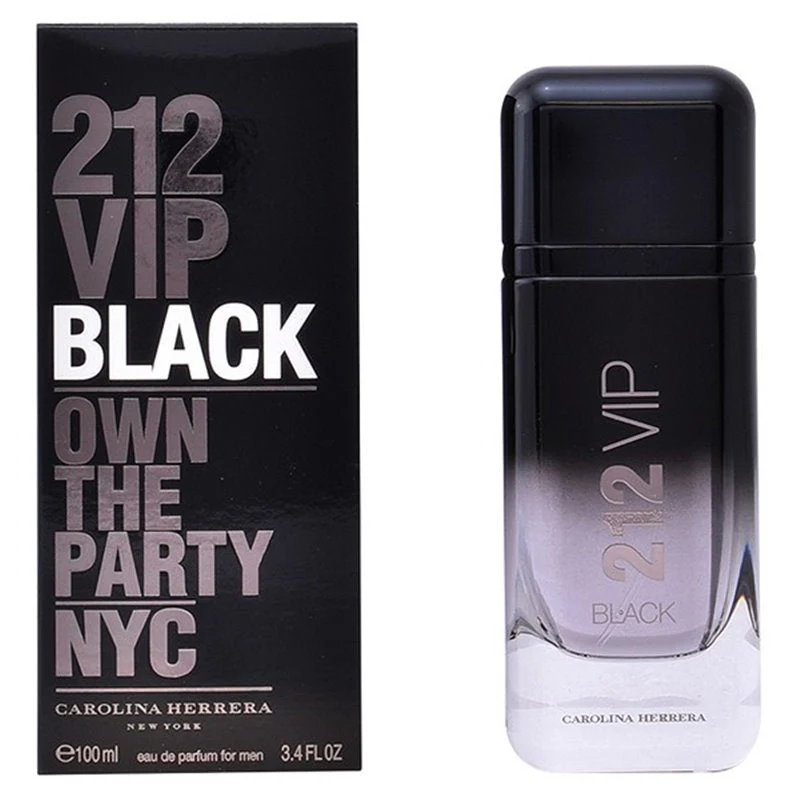 212
VIP
BLACK
OWN
THE
PARTY
NYC
CAROLINA HERRERA
NEW YORK
℮100ml eau de parfum for men 3.4 FL OZ
212 VIP
BLACK
CAROLINA HERRERA